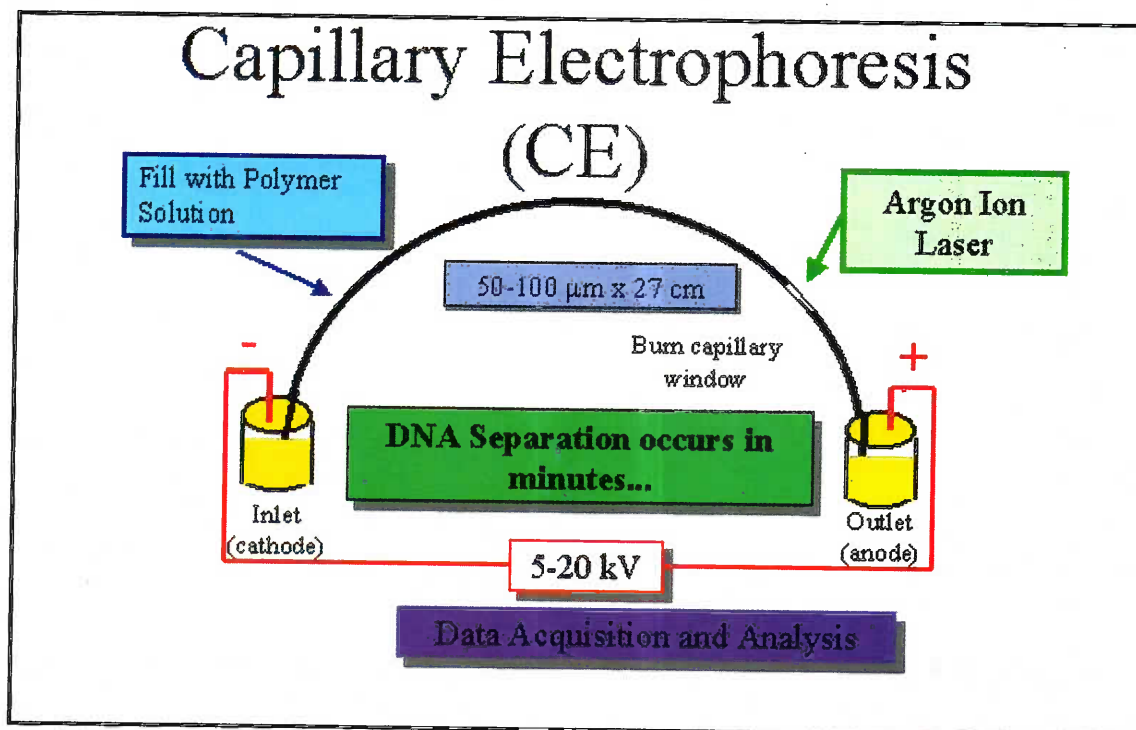 Capillary Electrophoresis
(CE)
Fill with Polymer
Solution
Argon Ion
Laser
50-100 μm x 27 cm
Burn capillary
window
-
+
DNA Separation occurs in
minutes...
Inlet
(cathode)
Outlet
(anode)
5-20 kV
Data Acquisition and Analysis